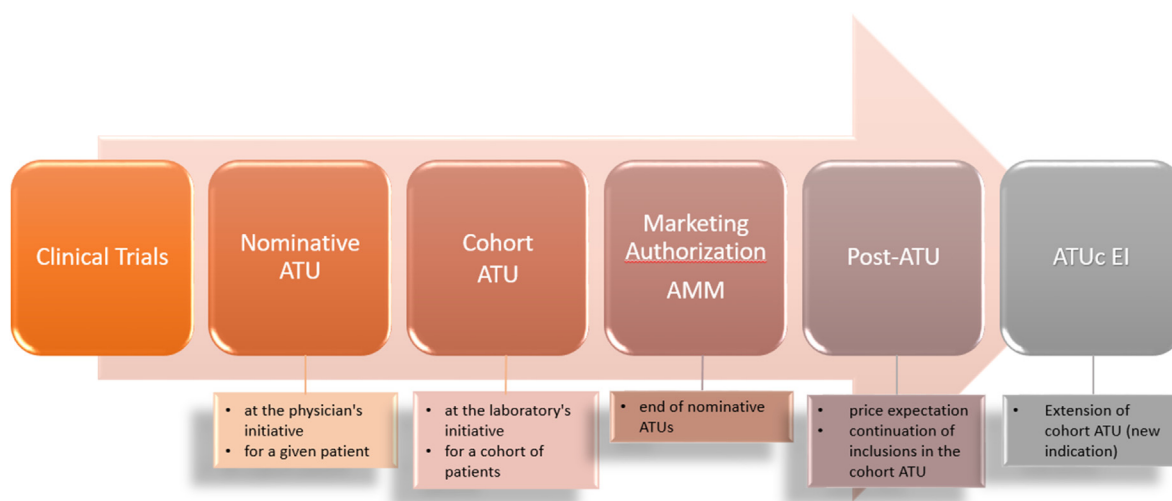 Clinical Trials
Nominative
ATU
Cohort
ATU
Marketing
Authorization
AMM
Post-ATU
ATUc EI
• at the physician's
initiative
• for a given patient
• at the laboratory's
initiative
• for a cohort of
patients
• end of nominative
ATUs
• price expectation
• continuation of
inclusions in the
cohort ATU
• Extension of
cohort ATU (new
indication)